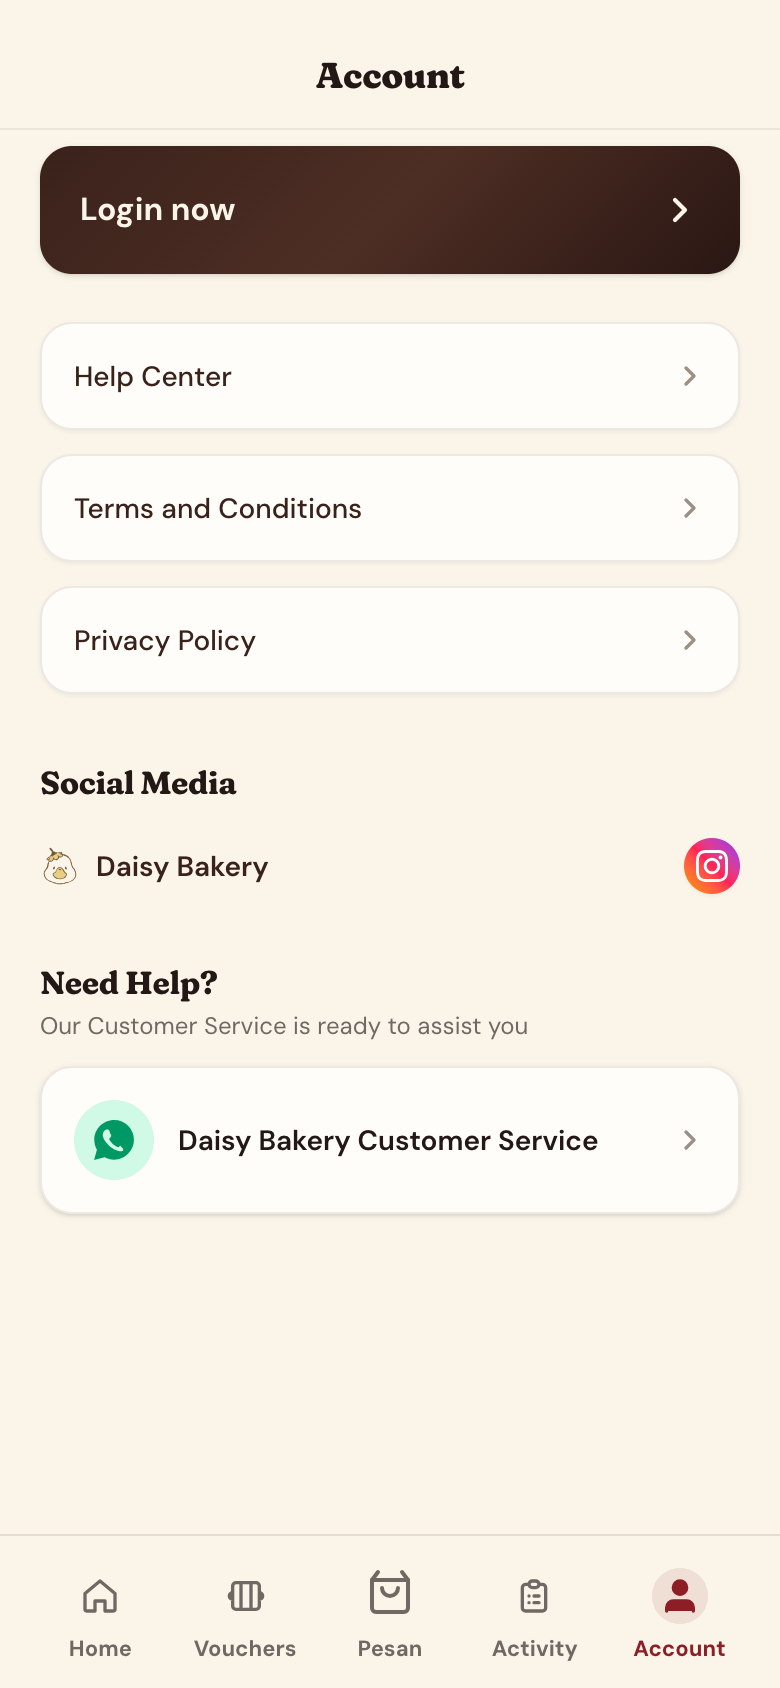 Account
Login now
Help Center
Terms and Conditions
Privacy Policy
Social Media
Daisy Bakery
Need Help?
Our Customer Service is ready to assist you
Daisy Bakery Customer Service
Home
Vouchers
Pesan
Activity
Account